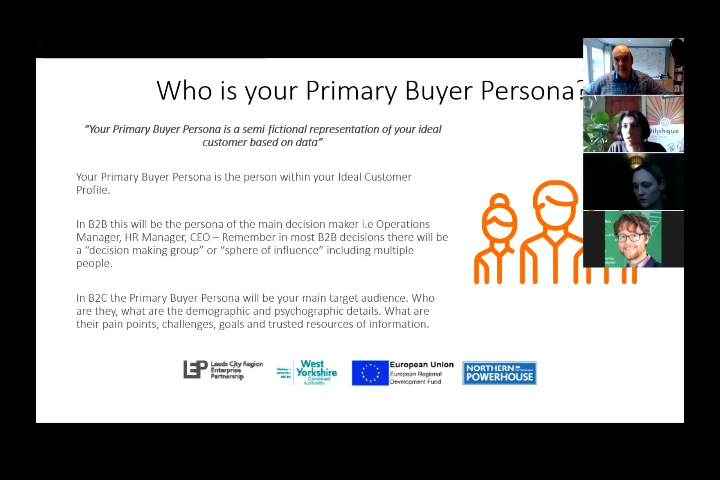 Who is your Primary Buyer Persona?
“Your Primary Buyer Persona is a semi-fictional representation of your ideal
customer based on data”
Your Primary Buyer Persona is the person within your Ideal Customer
Profile.
In B2B this will be the persona of the main decision maker i.e Operations
Manager, HR Manager, CEO – Remember in most B2B decisions there will be
a “decision making group” or “sphere of influence” including multiple
people.
In B2C the Primary Buyer Persona will be your main target audience. Who
are they, what are the demographic and psychographic details. What are
their pain points, challenges, goals and trusted resources of information.
LEP
Leeds City Region
Enterprise
Partnership
West
Yorkshire
Combined
Authority
European Union
European Regional
Development Fund
NORTHERN
POWERHOUSE